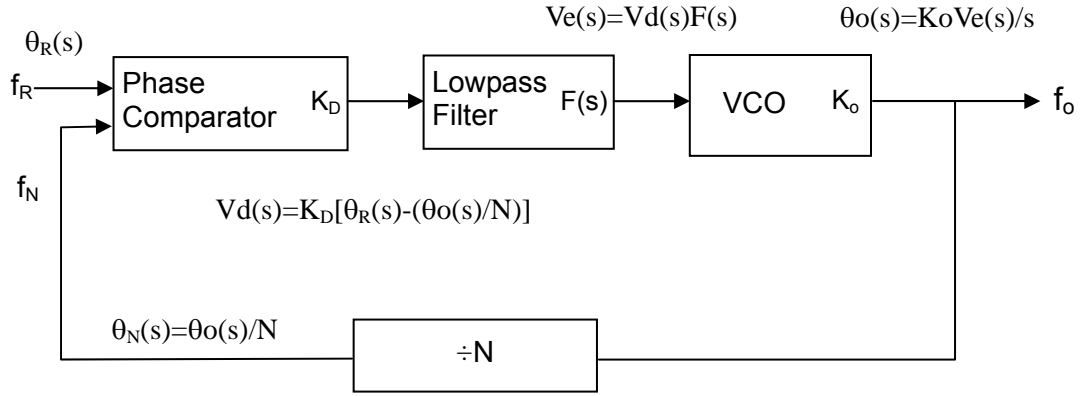 Ve(s)=Vd(s)F(s)
θo(s)=KoVe(s)/s
θR(s)
fR
Phase Comparator
KD
Lowpass Filter
F(s)
VCO
Ko
fo
fN
Vd(s)=KD[θR(s)-(θo(s)/N)]
θN(s)=θo(s)/N
÷N